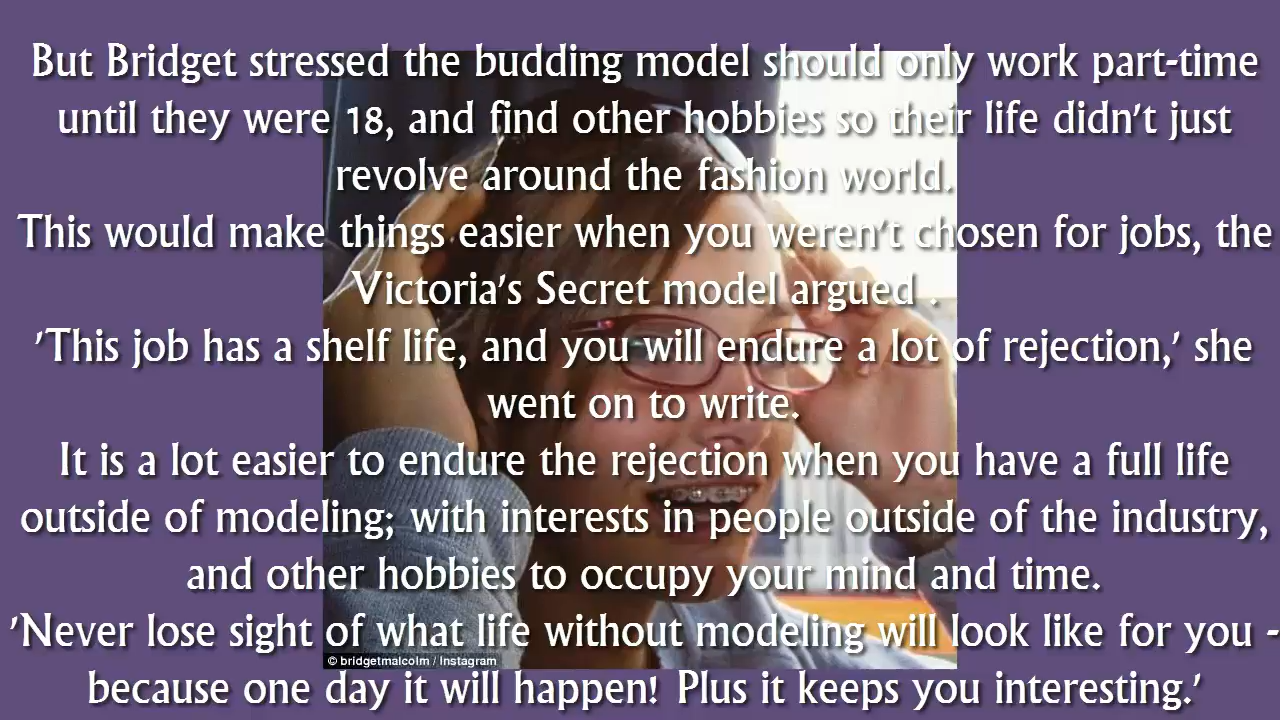 But Bridget stressed the budding model should only work part-time
until they were 18, and find other hobbies so their life didn't just
revolve around the fashion world.
This would make things easier when you weren't chosen for jobs, the
Victoria's Secret model argued .
'This job has a shelf life, and you will endure a lot of rejection,' she
went on to write.
It is a lot easier to endure the rejection when you have a full life
outside of modeling; with interests in people outside of the industry,
and other hobbies to occupy your mind and time.
'Never lose sight of what life without modeling will look like for you -
© bridgetmalcolm / Instagram
because one day it will happen! Plus it keeps you interesting.'